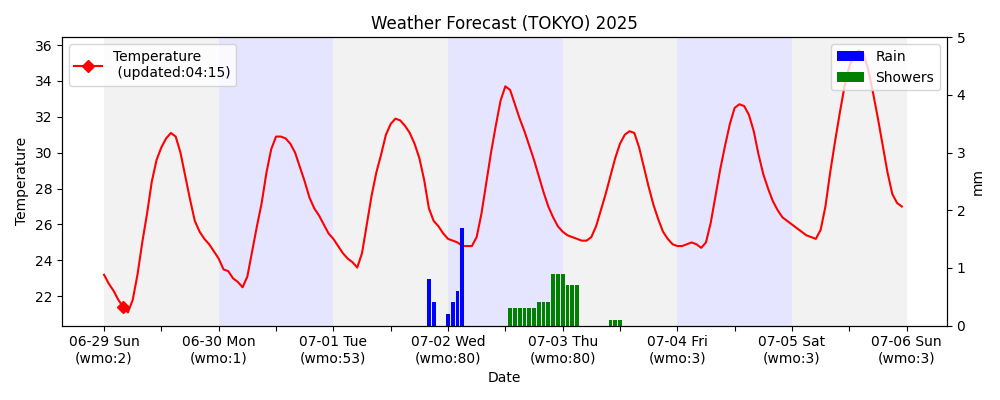 Weather Forecast (TOKYO) 2025
Temperature
(updated:04:15)
Rain
Showers
Temperature
36
34
32
30
28
26
24
22
5
4
3
2
1
0
mm
06-29 Sun
(wmo:2)
06-30 Mon
(wmo:1)
07-01 Tue
(wmo:53)
07-02 Wed
(wmo:80)
07-03 Thu
(wmo:80)
07-04 Fri
(wmo:3)
07-05 Sat
(wmo:3)
07-06 Sun
(wmo:3)
Date